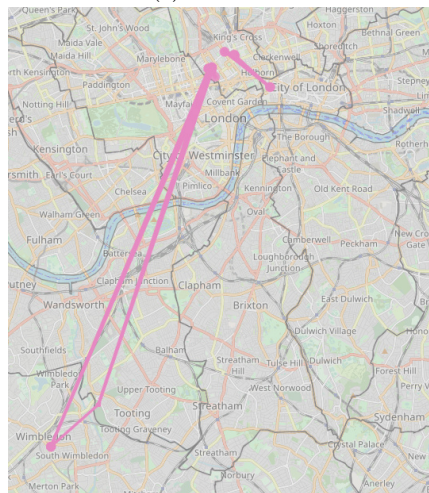 Queen's Park
Haggerston
St. John's Wood
King's Cross
Hoxton
Bethnal Green
Maida Vale
Maida Hill
Clerkenwell
Shoreditch
Marylebone
North Kensington
Holborn
Paddington
City of London
Notting Hill
Mayfair
Covent Garden
Shadwell
London
Kensington
The Borough
City of Westminster
Earl's Court
Millbank
Elephant and
Castle
Chelsea
Pimlico
Kennington
Old Kent Road
Walham Green
Oval
Fulham
Camberwell
Peckham
Battersea
Loughborough
Junction
Clapham Junction
Clapham
Wandsworth
Brixton
East Dulwich
Southfields
Balham
Dulwich Village
Streatham
Hill
Tulse Hill
Dulwich
Wimbledon
Park
Forest Hill
Upper Tooting
West Norwood
Tooting
Streatham
Sydenham
Tooting Graveney
Wimbledon
South Wimbledon
Crystal Palace
Streatham
Norbury
Merton Park
Anerley